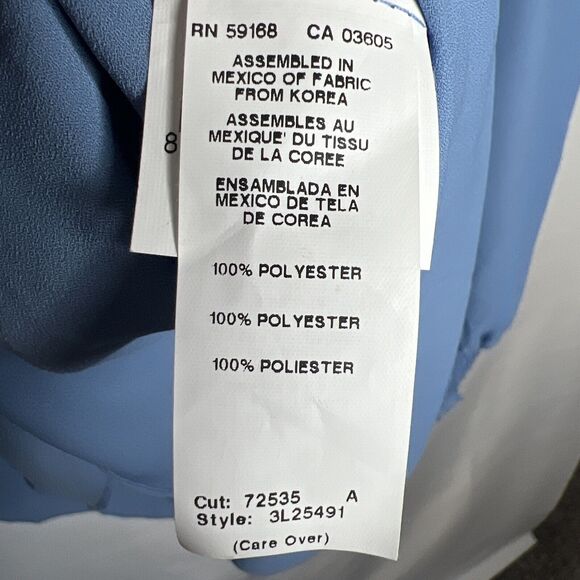 RN 59168 CA 03605
ASSEMBLED IN
MEXICO OF FABRIC
FROM KOREA
ASSEMBLES AU
MEXIQUE' DU TISSU
DE LA COREE
8
ENSAMBLADA EN
MEXICO DE TELA
DE COREA
100% POLYESTER
100% POLYESTER
100% POLIESTER
Cut: 72535 A
Style: 3L25491
(Care Over)